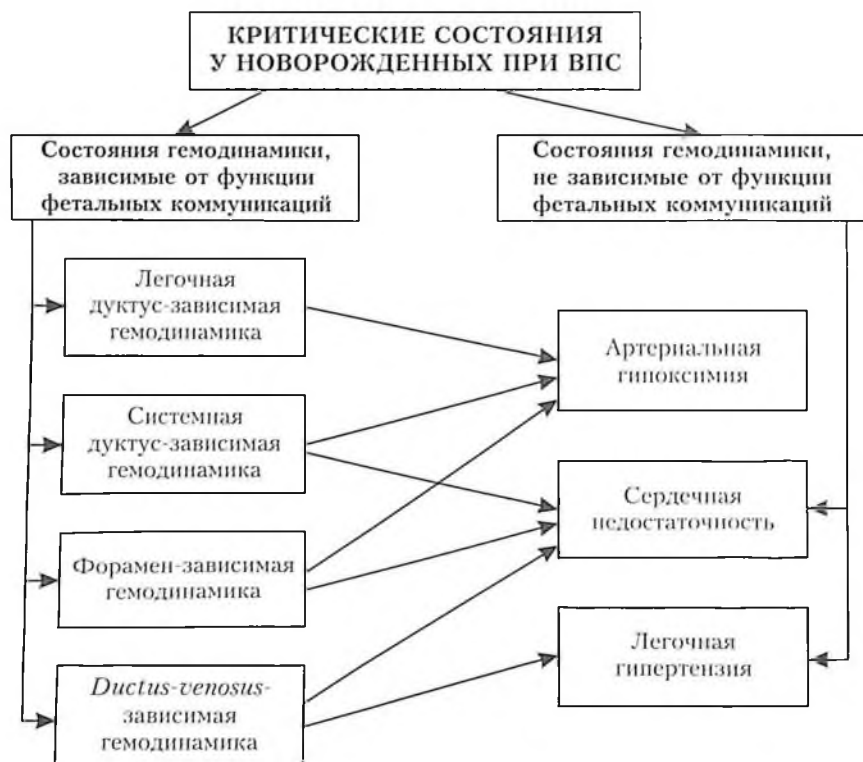 КРИТИЧЕСКИЕ СОСТОЯНИЯ
У НОВОРОЖДЕННЫХ ПРИ ВПС
Состояния гемодинамики,
зависимые от функции
фетальных коммуникаций
Состояния гемодинамики,
не зависимые от функции
фетальных коммуникаций
Легочная
дуктус-зависимая
гемодинамика
Системная
дуктус-зависимая
гемодинамика
Форамен-зависимая
гемодинамика
Ductus-venosus-
зависимая
гемодинамика
Артериальная
гипоксимия
Сердечная
недостаточность
Легочная
гипертензия